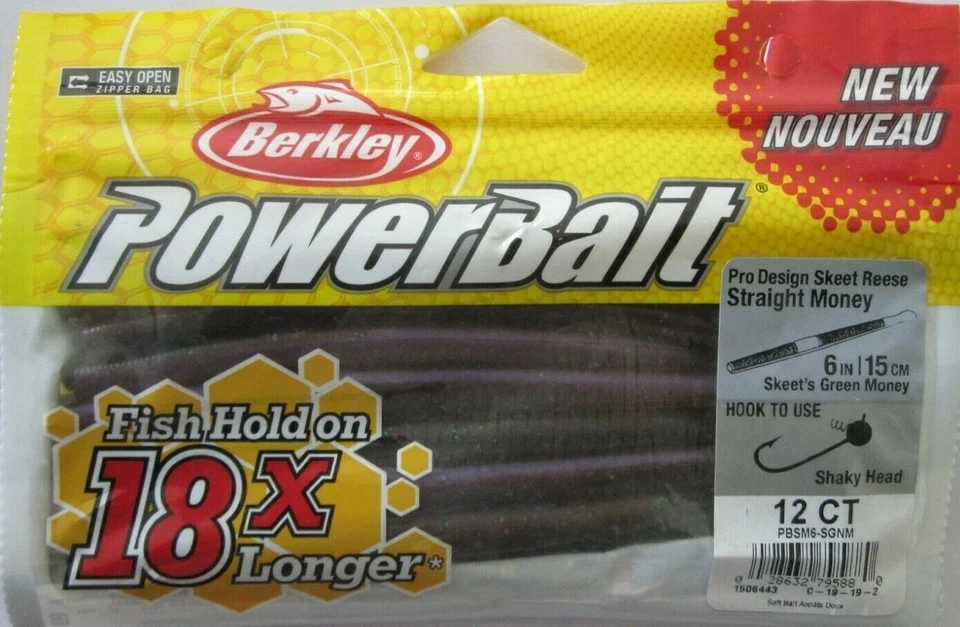 EASY OPEN
ZIPPER BAG
Berkley®
PowerBait®
NEW
NOUVEAU
Pro Design Skeet Reese
Straight Money
6 IN | 15 CM
Skeet's Green Money
HOOK TO USE
Shaky Head
Fish Hold on
18x
Longer*
12 CT
PBSM6-SGNM
0 28632 79588 0
1506443 C-19-19-2
Soft Bait Appâts Doux